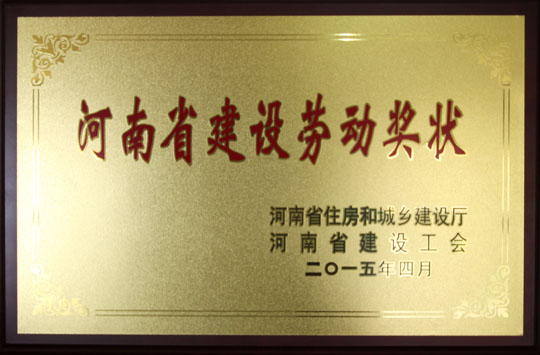 河南省建设劳动奖状
河南省住房和城乡建设厅
河南省建设工会
二〇一五年四月